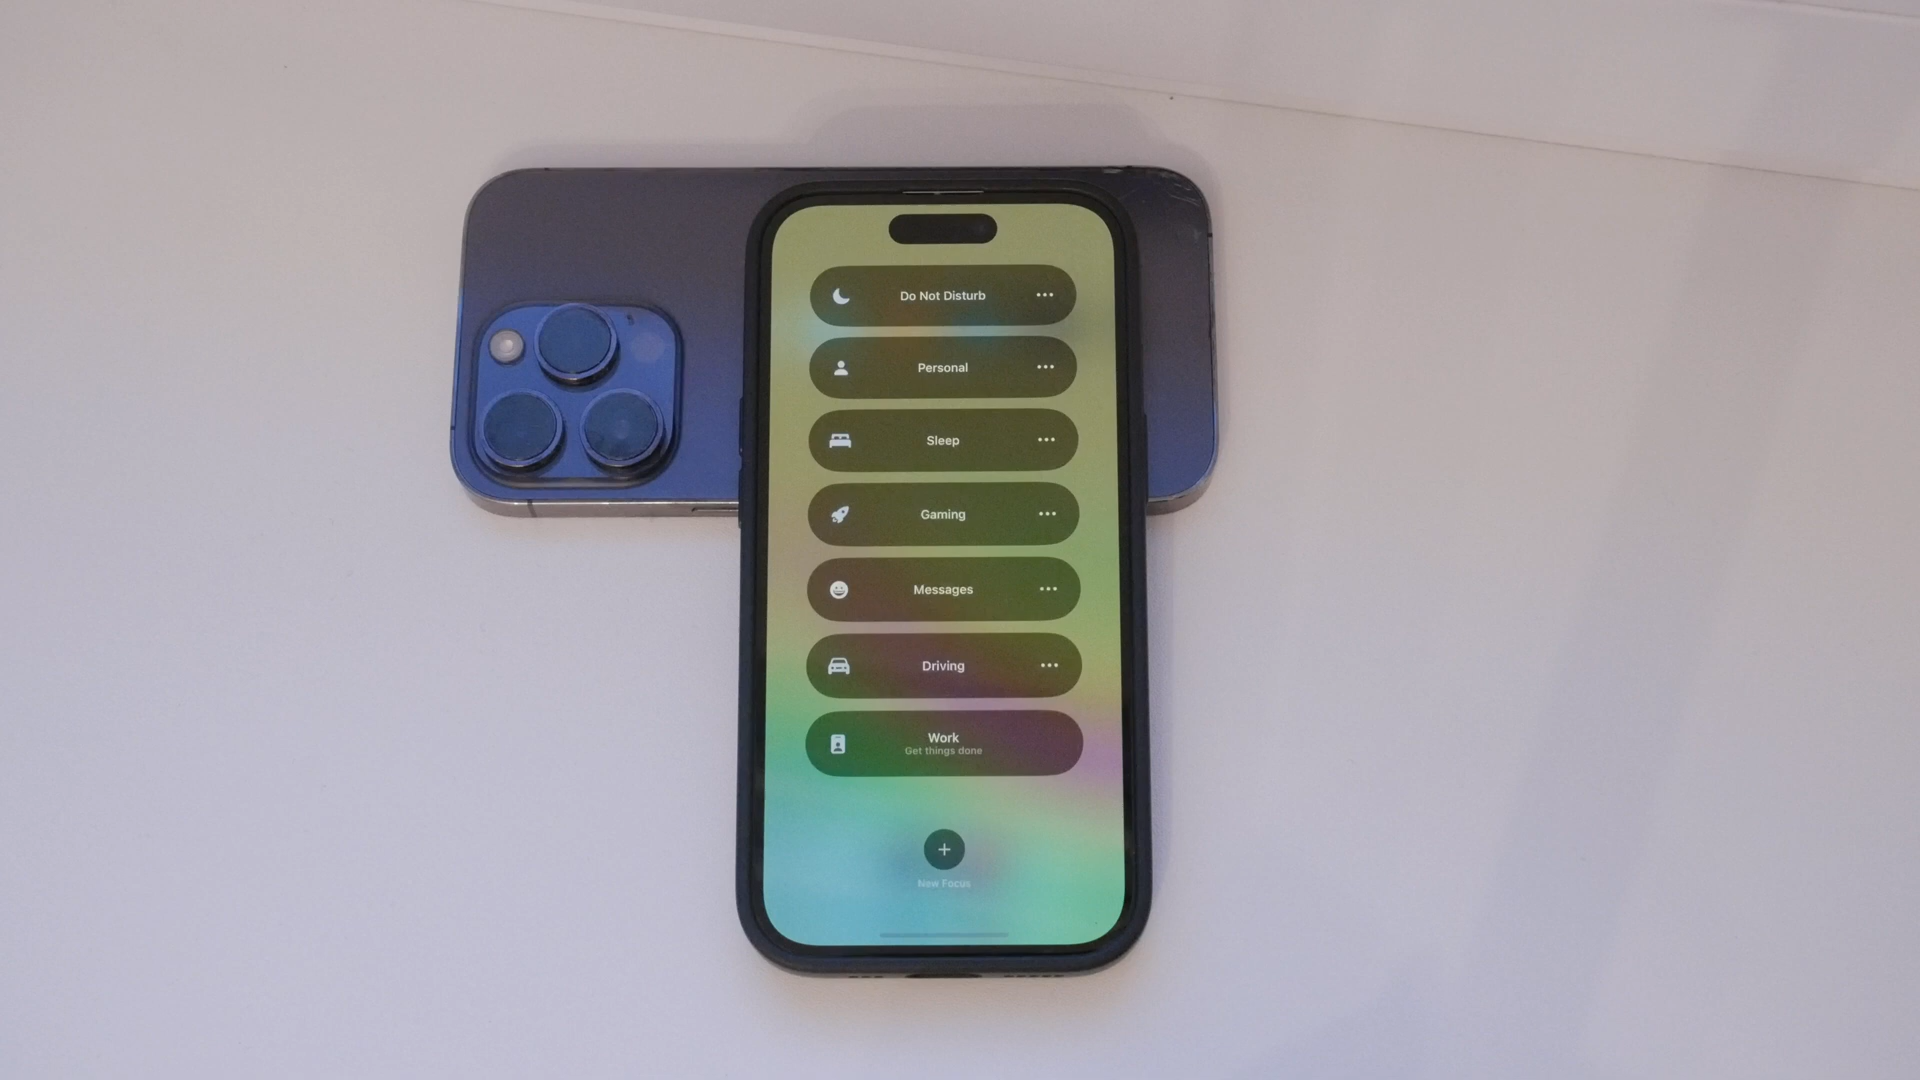 Do Not Disturb
Personal
Sleep
Gaming
Messages
Driving
Work
Get things done
New Focus